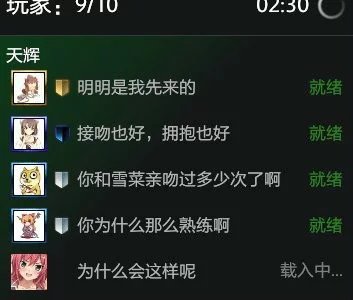 玩家：9/10
02:30
天辉
明明是我先来的 就绪
接吻也好，拥抱也好 就绪
你和雪菜亲吻过多少次了啊 就绪
你为什么那么熟练啊 就绪
为什么会这样呢 载入中...